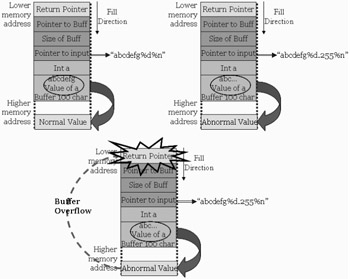 Lower
memory
address
Return Pointer
Pointer to Buff
Size of Buff
Pointer to input
Int a
abcdefg
Value of a
Buffer 100 char
Normal Value
Fill
Direction
"abcdefg%d%n"
Higher
memory
address
Lower
memory
address
Return Pointer
Pointer to Buff
Size of Buff
Pointer to input
Int a
abc...
Value of a
Buffer 100 char
Abnormal Value
Fill
Direction
"abcdefg%d.255%n"
Higher
memory
address
Lower
memory
address
Return Pointer
Pointer to Buff
Size of Buff
Pointer to input
Int a
abc...
Value of a
Buffer 100 char
Abnormal Value
Fill
Direction
"abcdefg%d.255%n"
Buffer
Overflow
Higher
memory
address